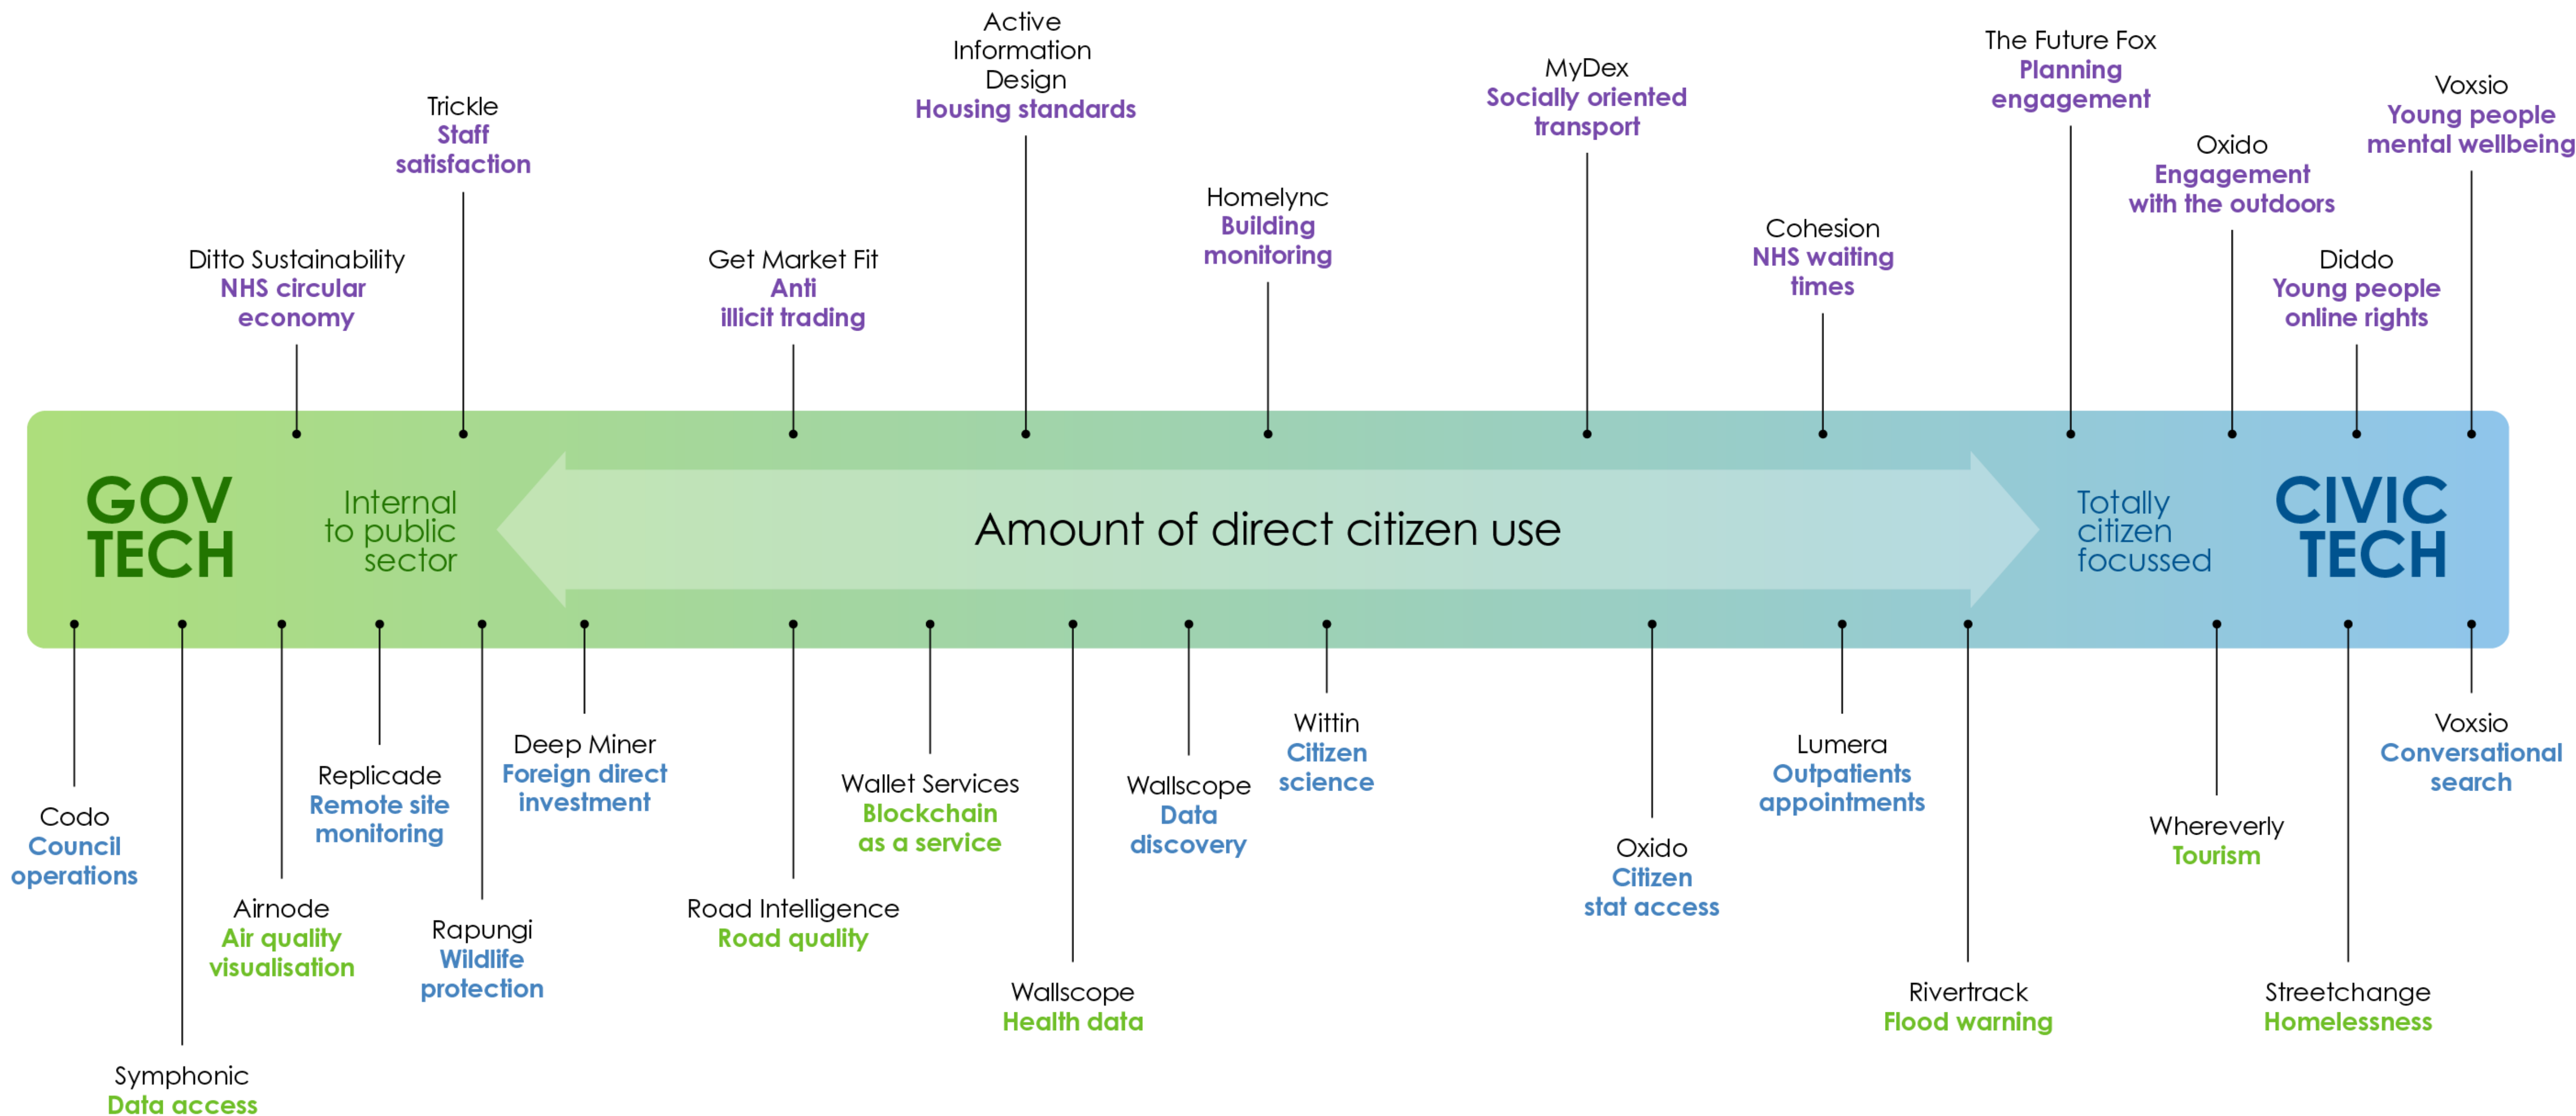 Ditto Sustainability
NHS circular
economy
Trickle
Staff
satisfaction
Get Market Fit
Anti
illicit trading
Active
Information
Design
Housing standards
Homelync
Building
monitoring
MyDex
Socially oriented
transport
Cohesion
NHS waiting
times
The Future Fox
Planning
engagement
Oxido
Engagement
with the outdoors
Diddo
Young people
online rights
Voxsio
Young people
mental wellbeing
GOV
TECH
Internal
to public
sector
Amount of direct citizen use
Totally
citizen
focussed
CIVIC
TECH
Codo
Council
operations
Symphonic
Data access
Airnode
Air quality
visualisation
Replicade
Remote site
monitoring
Rapungi
Wildlife
protection
Deep Miner
Foreign direct
investment
Road Intelligence
Road quality
Wallet Services
Blockchain
as a service
Wallscope
Health data
Wallscope
Data
discovery
Wittin
Citizen
science
Oxido
Citizen
stat access
Lumera
Outpatients
appointments
Rivertrack
Flood warning
Whereverly
Tourism
Streetchange
Homelessness
Voxsio
Conversational
search